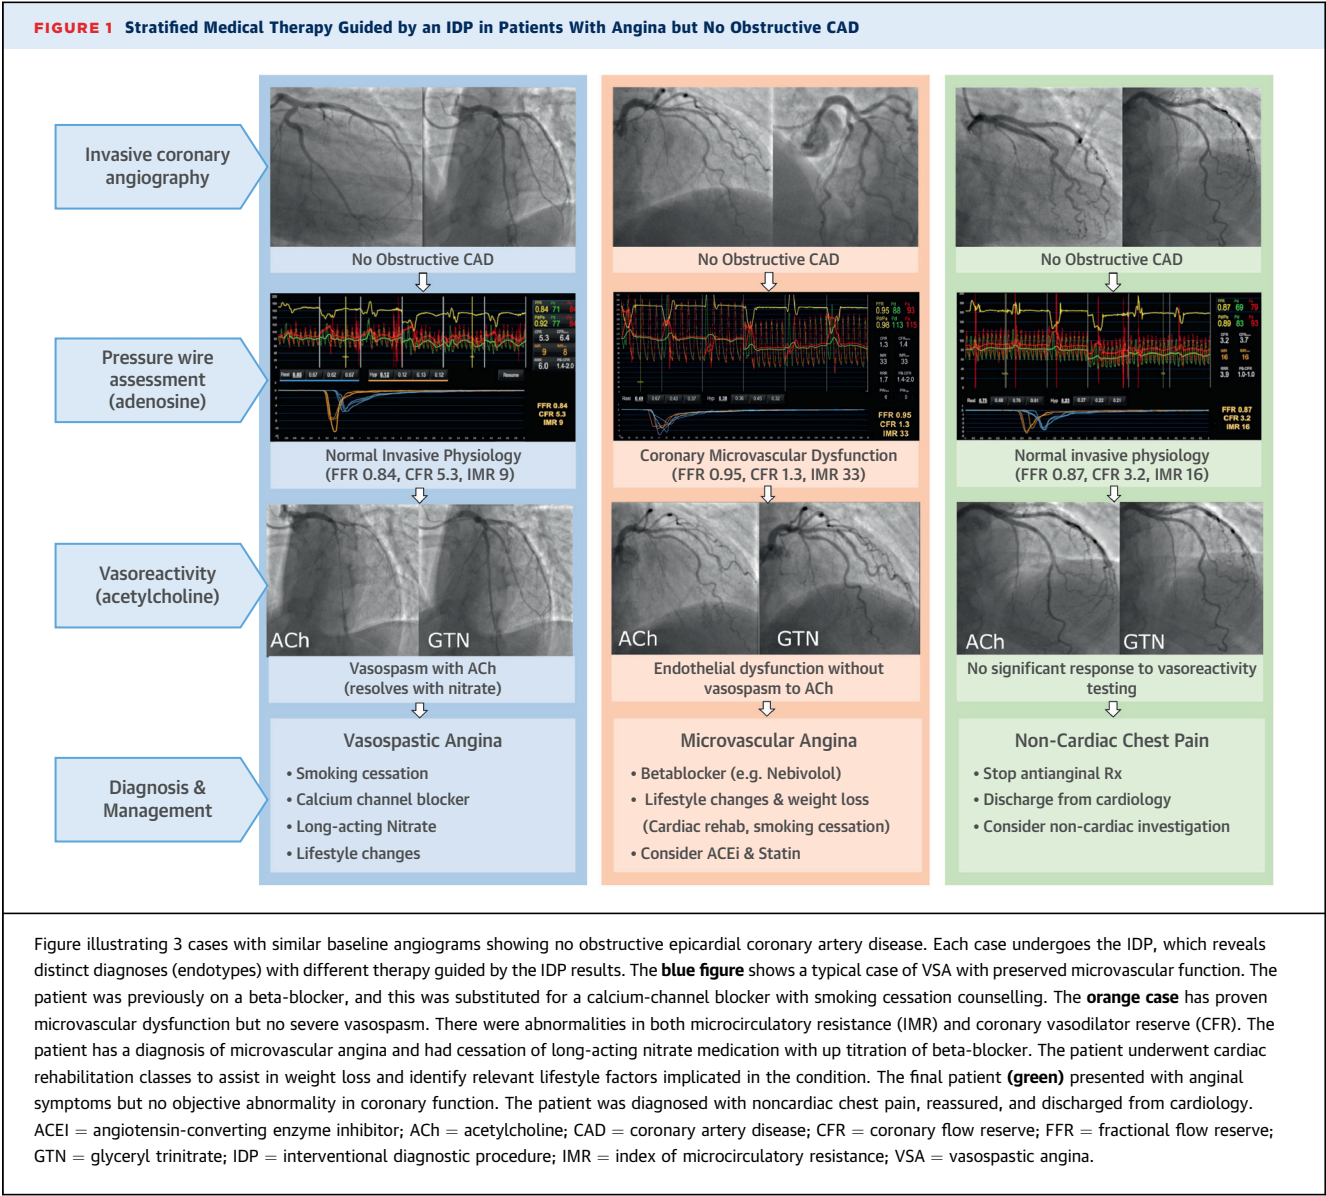 FIGURE 1 Stratified Medical Therapy Guided by an IDP in Patients With Angina but No Obstructive CAD
Invasive coronary
angiography
No Obstructive CAD
No Obstructive CAD
No Obstructive CAD
Pressure wire
assessment
(adenosine)
FFR 0.84
CFR 5.3
IMR 9
FFR 0.95
CFR 1.3
IMR 33
FFR 0.87
CFR 3.2
IMR 16
Normal Invasive Physiology
(FFR 0.84, CFR 5.3, IMR 9)
Coronary Microvascular Dysfunction
(FFR 0.95, CFR 1.3, IMR 33)
Normal invasive physiology
(FFR 0.87, CFR 3.2, IMR 16)
Vasoreactivity
(acetylcholine)
ACh
GTN
ACh
GTN
ACh
GTN
Vasospasm with ACh
(resolves with nitrate)
Endothelial dysfunction without
vasospasm to ACh
No significant response to vasoreactivity
testing
Diagnosis &
Management
Vasospastic Angina
• Smoking cessation
• Calcium channel blocker
• Long-acting Nitrate
• Lifestyle changes
Microvascular Angina
• Betablocker (e.g. Nebivolol)
• Lifestyle changes & weight loss
(Cardiac rehab, smoking cessation)
• Consider ACEi & Statin
Non-Cardiac Chest Pain
• Stop antianginal Rx
• Discharge from cardiology
• Consider non-cardiac investigation
Figure illustrating 3 cases with similar baseline angiograms showing no obstructive epicardial coronary artery disease. Each case undergoes the IDP, which reveals
distinct diagnoses (endotypes) with different therapy guided by the IDP results. The blue figure shows a typical case of VSA with preserved microvascular function. The
patient was previously on a beta-blocker, and this was substituted for a calcium-channel blocker with smoking cessation counselling. The orange case has proven
microvascular dysfunction but no severe vasospasm. There were abnormalities in both microcirculatory resistance (IMR) and coronary vasodilator reserve (CFR). The
patient has a diagnosis of microvascular angina and had cessation of long-acting nitrate medication with up titration of beta-blocker. The patient underwent cardiac
rehabilitation classes to assist in weight loss and identify relevant lifestyle factors implicated in the condition. The final patient (green) presented with anginal
symptoms but no objective abnormality in coronary function. The patient was diagnosed with noncardiac chest pain, reassured, and discharged from cardiology.
ACEI = angiotensin-converting enzyme inhibitor; ACh = acetylcholine; CAD = coronary artery disease; CFR = coronary flow reserve; FFR = fractional flow reserve;
GTN = glyceryl trinitrate; IDP = interventional diagnostic procedure; IMR = index of microcirculatory resistance; VSA = vasospastic angina.